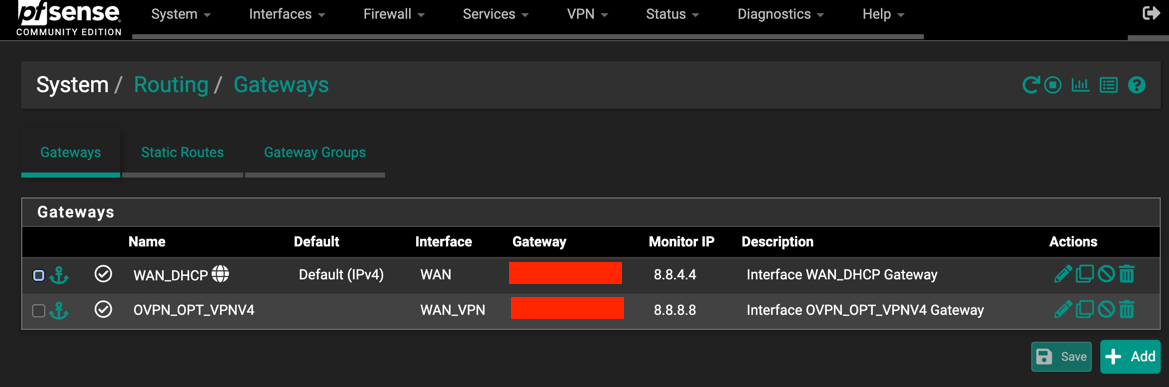 pfsense
COMMUNITY EDITION
System Interfaces Firewall Services VPN Status Diagnostics Help
System / Routing / Gateways
Gateways Static Routes Gateway Groups
Gateways
Name Default Interface Gateway Monitor IP Description Actions
WAN_DHCP Default (IPv4) WAN 8.8.4.4 Interface WAN_DHCP Gateway
OVPN_OPT_VPNV4 WAN_VPN 8.8.8.8 Interface OVPN_OPT_VPNV4 Gateway
Save Add